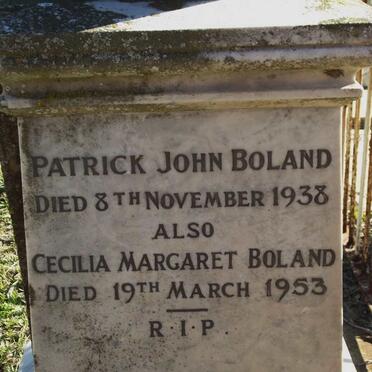 PATRICK JOHN BOLAND
DIED 8TH NOVEMBER 1938
ALSO
CECILIA MARGARET BOLAND
DIED 19TH MARCH 1953
R·I·P.